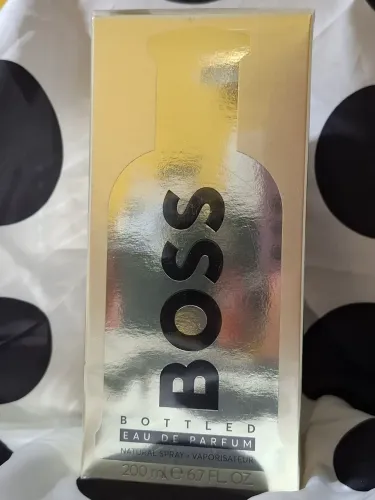 BOSS
BOTTLED
EAU DE PARFUM
NATURAL SPRAY • VAPORISATEUR
200 ml ℮ 6.7 FL. OZ.